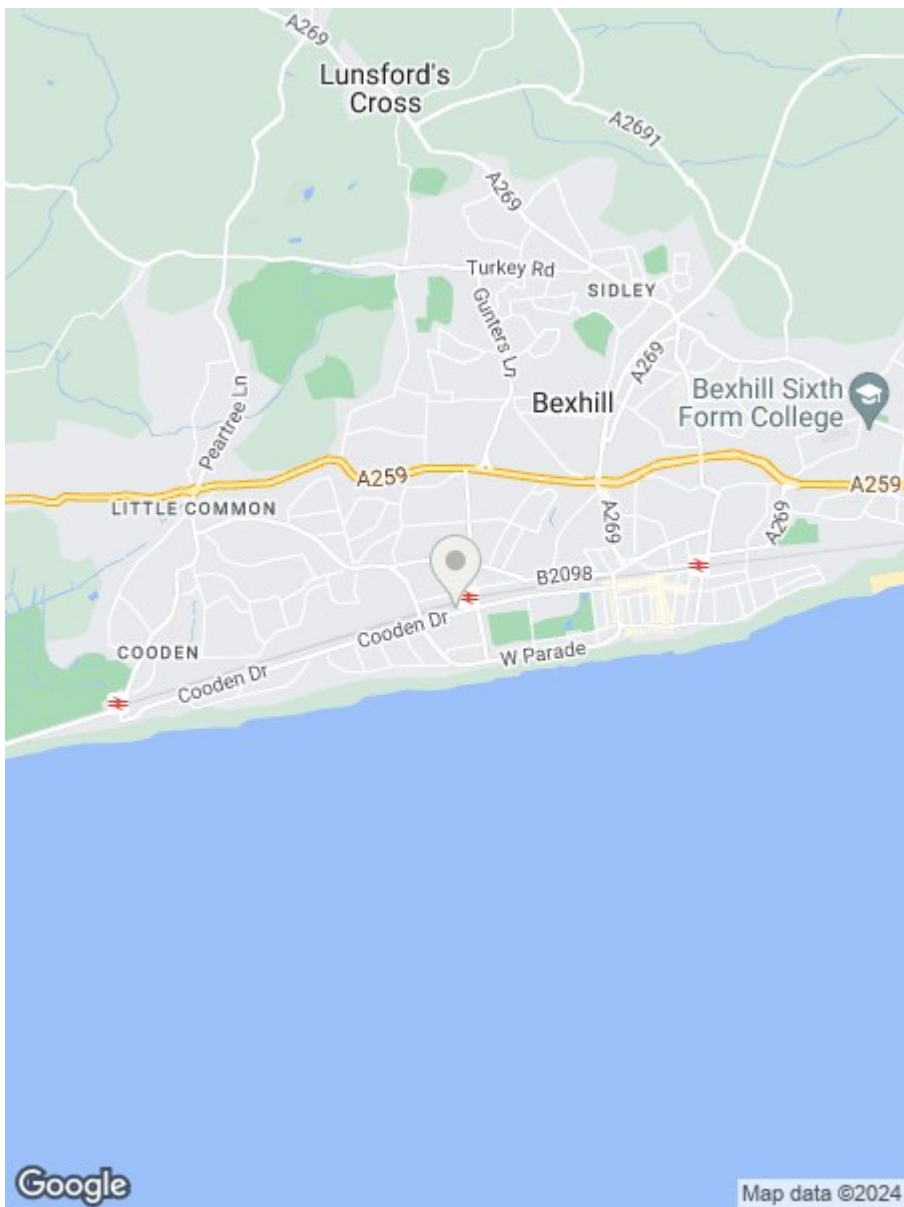 A269
Lunsford's
Cross
A2691
A269
Turkey Rd
SIDLEY
Gunters Ln
A269
Bexhill Sixth
Form College
Peartree Ln
Bexhill
A259
A259
LITTLE COMMON
A269
A269
B2098
Cooden Dr
W Parade
COODEN
Cooden Dr
Google
Map data ©2024